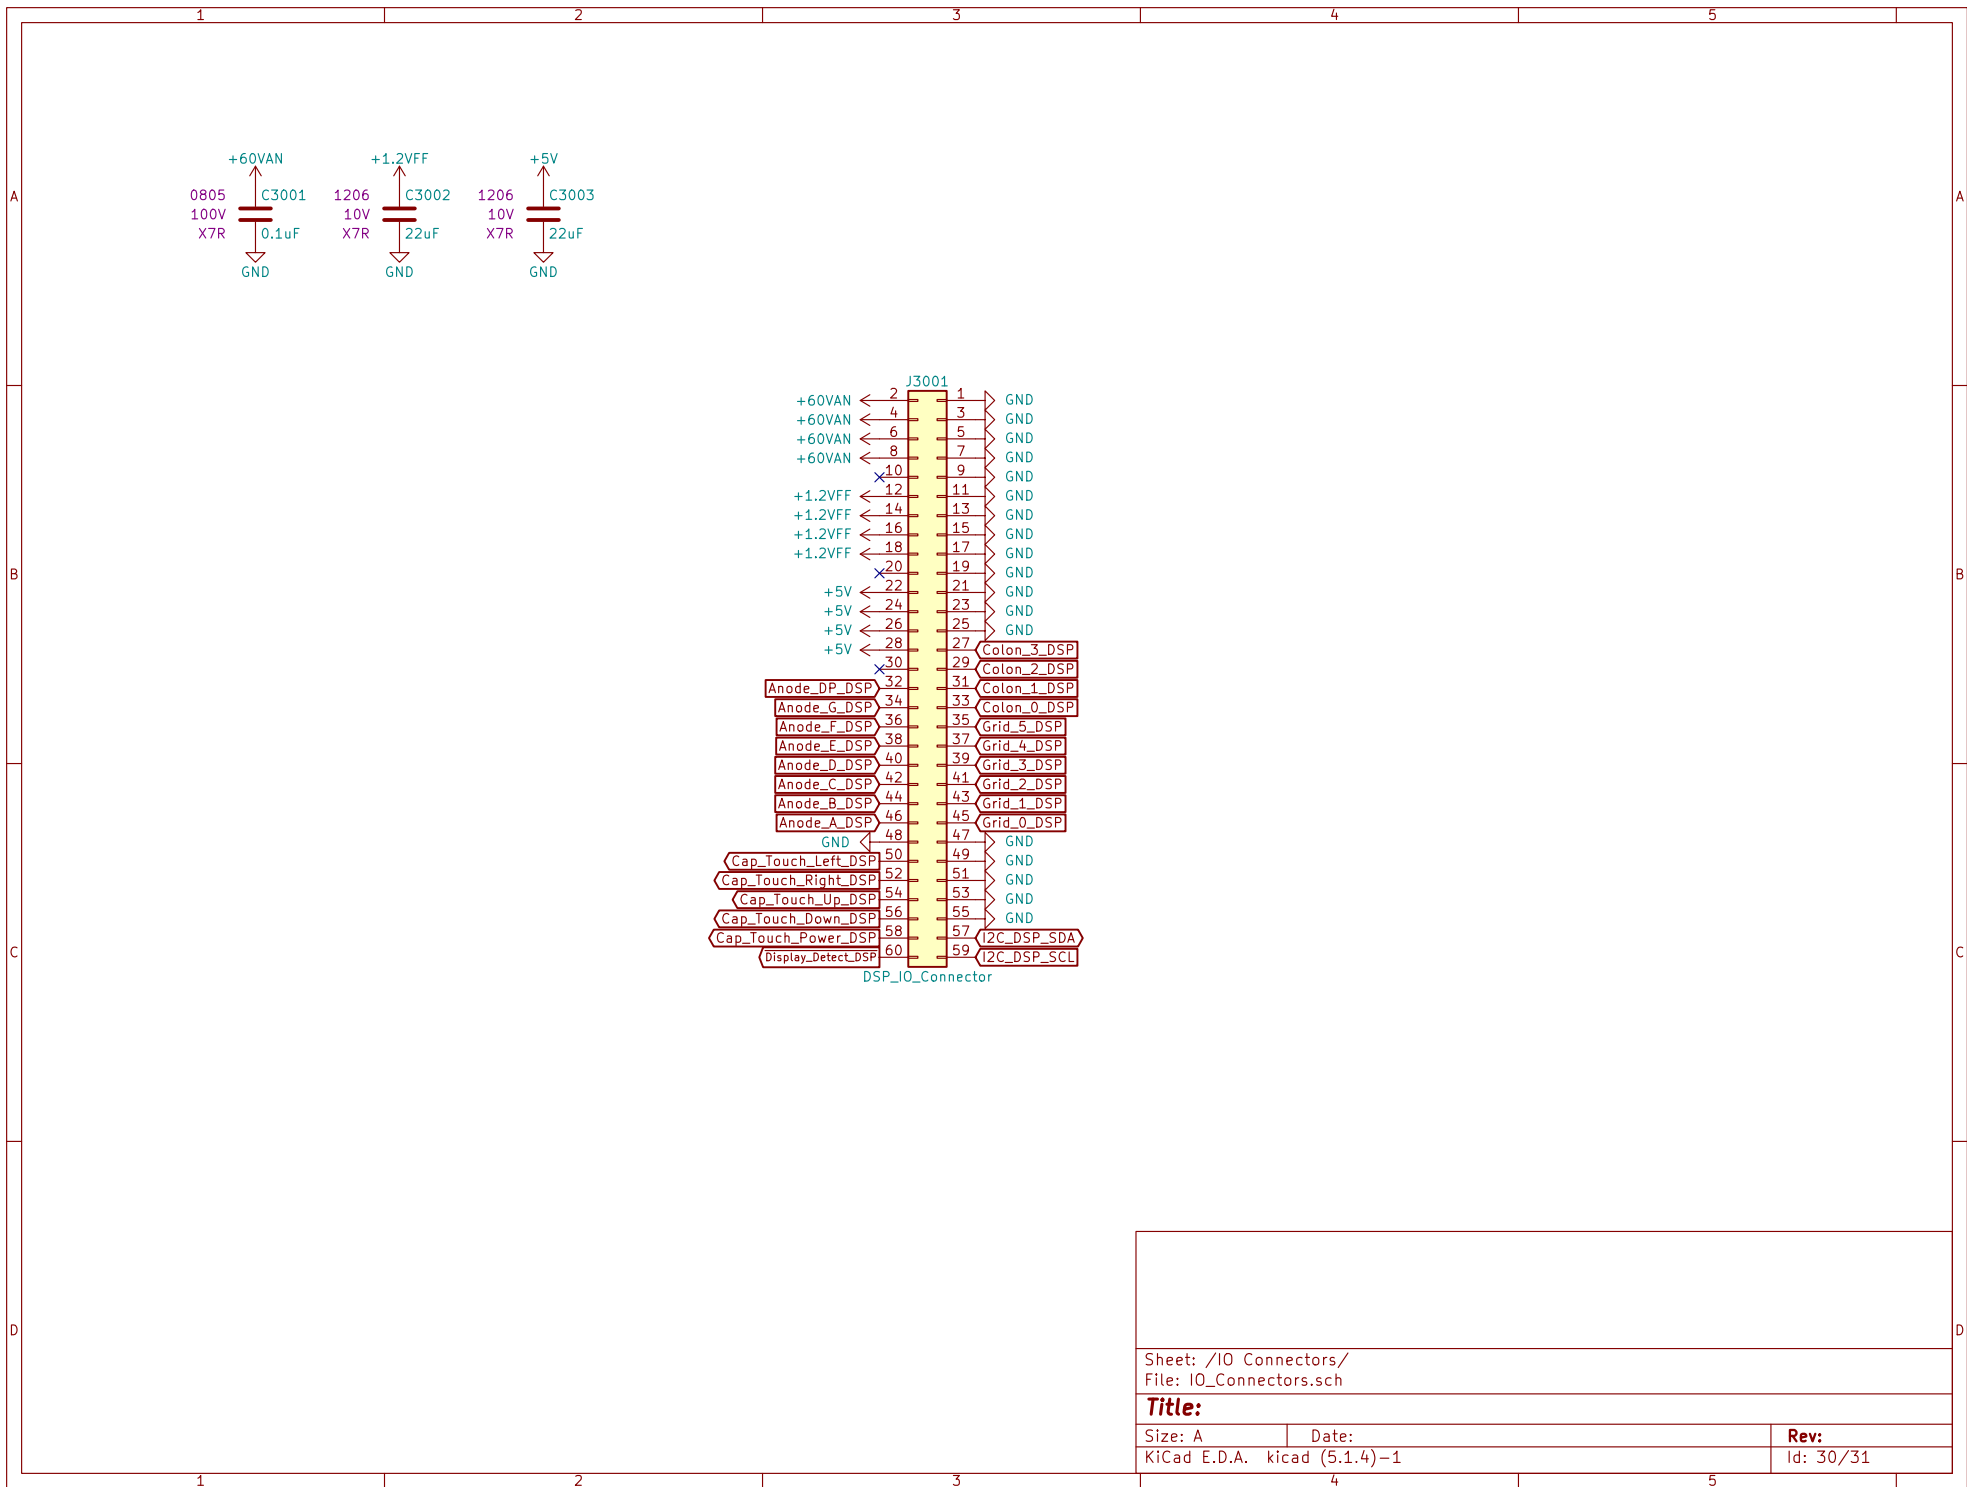 1 2 3 4 5
+60VAN +1.2VFF +5V
0805 C3001 1206 C3002 1206 C3003
A A
100V 10V 10V
X7R 0.1uF X7R 22uF X7R 22uF
GND GND GND
J3001
+60VAN 2 1 GND
+60VAN 4 3 GND
+60VAN 6 5 GND
+60VAN 8 7 GND
10 9 GND
+1.2VFF 12 11 GND
+1.2VFF 14 13 GND
+1.2VFF 16 15 GND
+1.2VFF 18 17 GND
B 20 19 GND B
+5V 22 21 GND
+5V 24 23 GND
+5V 26 25 GND
+5V 28 27 Colon_3_DSP
30 29 Colon_2_DSP
Anode_DP_DSP 32 31 Colon_1_DSP
Anode_G_DSP 34 33 Colon_0_DSP
Anode_F_DSP 36 35 Grid_5_DSP
Anode_E_DSP 38 37 Grid_4_DSP
Anode_D_DSP 40 39 Grid_3_DSP
Anode_C_DSP 42 41 Grid_2_DSP
Anode_B_DSP 44 43 Grid_1_DSP
Anode_A_DSP 46 45 Grid_0_DSP
GND 48 47 GND
Cap_Touch_Left_DSP 50 49 GND
Cap_Touch_Right_DSP 52 51 GND
Cap_Touch_Up_DSP 54 53 GND
Cap_Touch_Down_DSP 56 55 GND
Cap_Touch_Power_DSP 58 57 I2C_DSP_SDA
C Display_Detect_DSP 60 59 I2C_DSP_SCL C
DSP_IO_Connector
D D
Sheet: /IO Connectors/
File: IO_Connectors.sch
Title:
Size: A Date: Rev:
KiCad E.D.A. kicad (5.1.4)-1 Id: 30/31
1 2 3 4 5